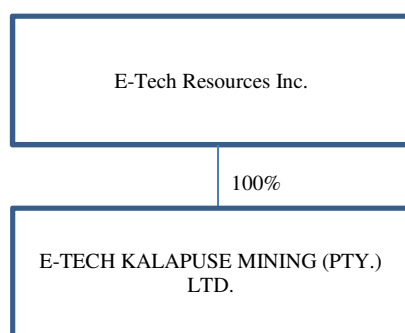 E-Tech Resources Inc.
100%
E-TECH KALAPUSE MINING (PTY.)
LTD.